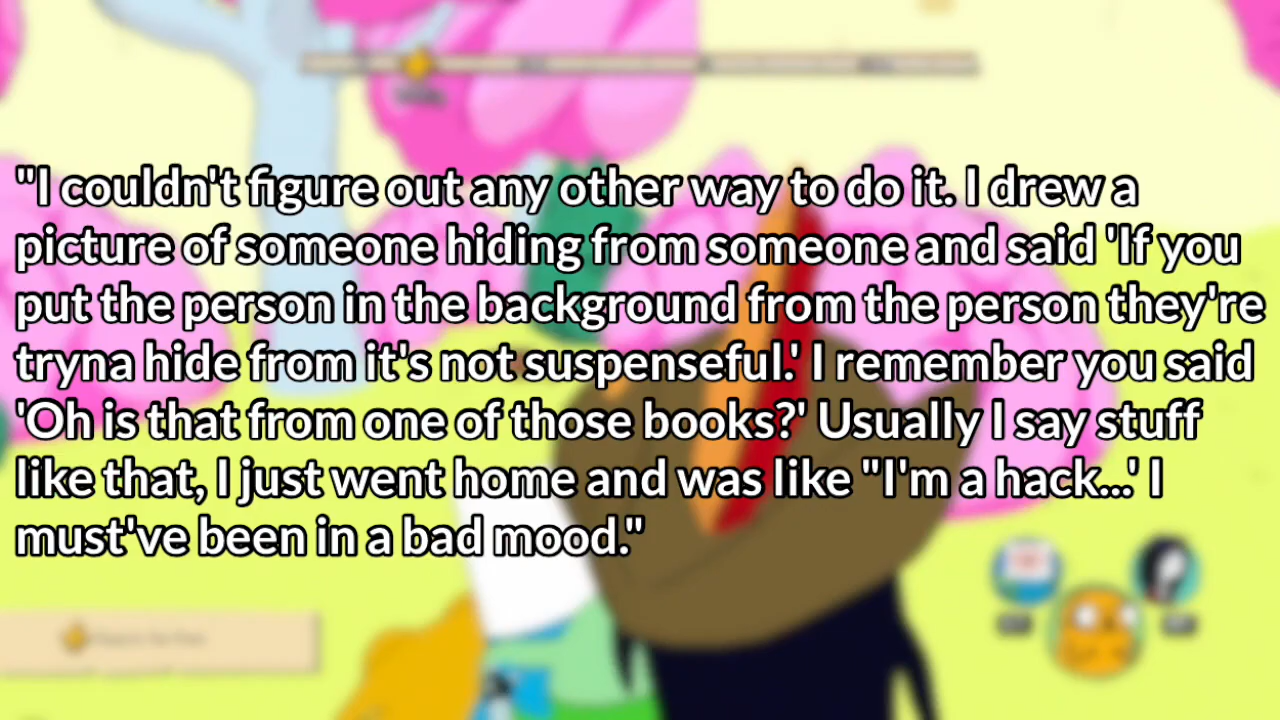 "I couldn't figure out any other way to do it. I drew a
picture of someone hiding from someone and said 'If you
put the person in the background from the person they're
tryna hide from it's not suspenseful.' I remember you said
'Oh is that from one of those books?' Usually I say stuff
like that, I just went home and was like "I'm a hack...' I
must've been in a bad mood."